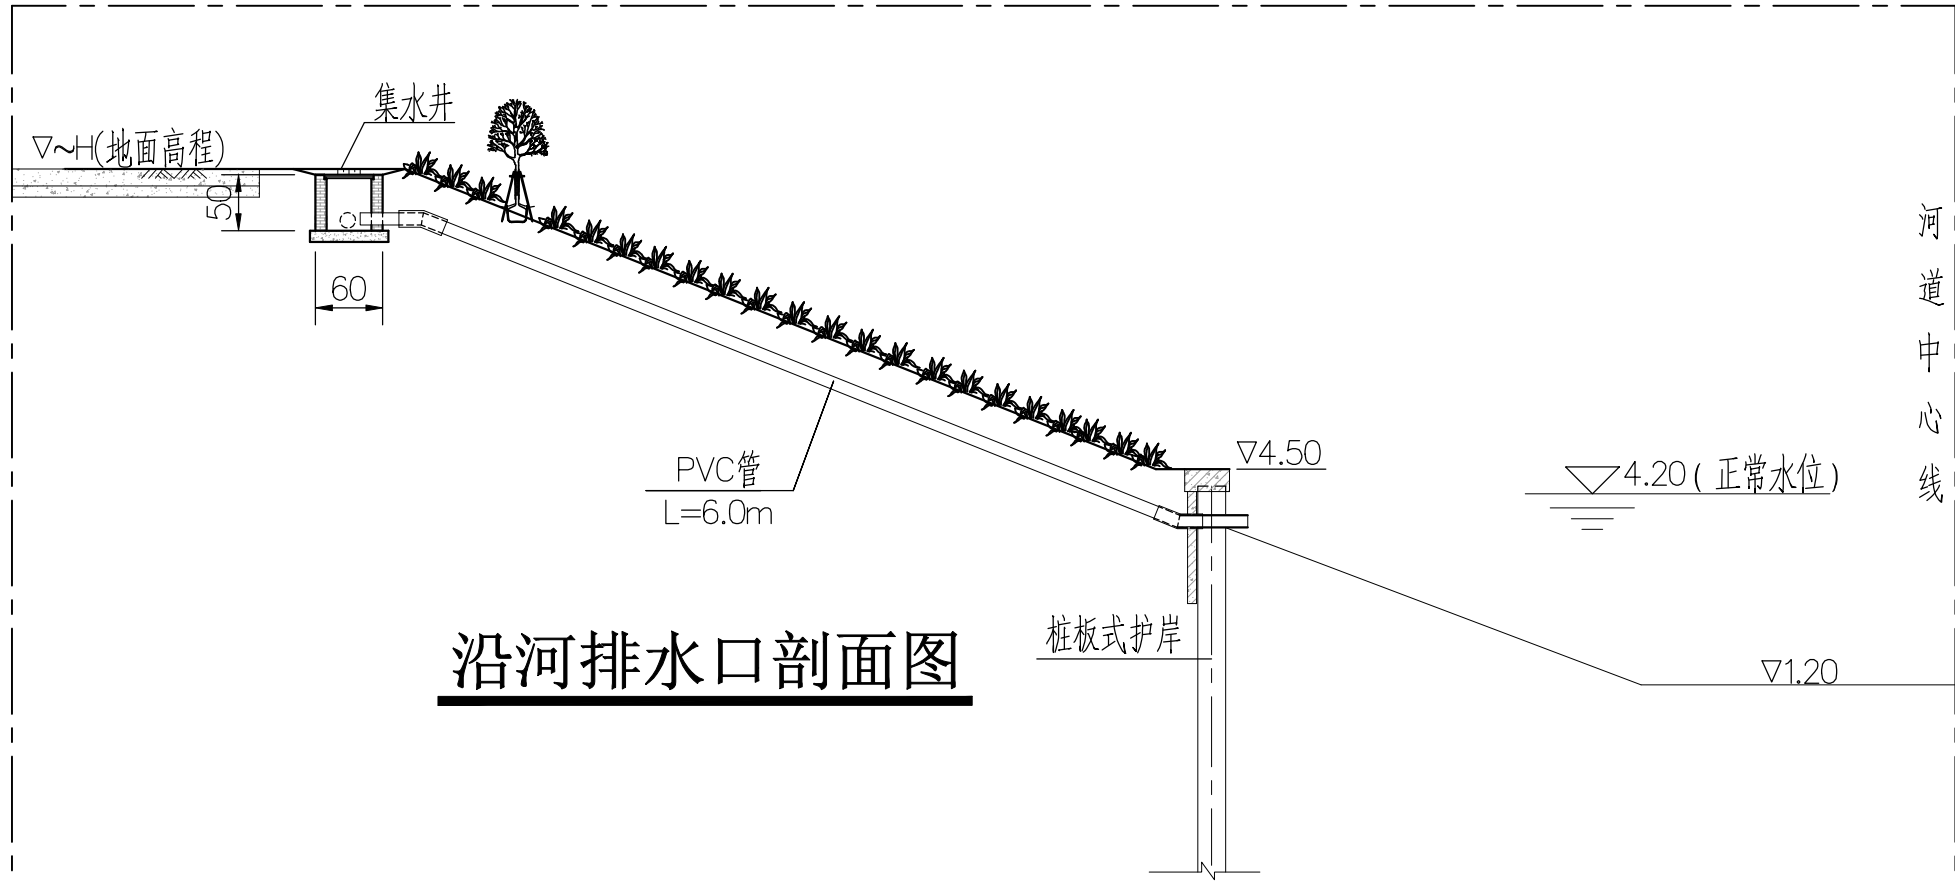 集水井
▽~H(地面高程)
50
60
PVC管
L=6.0m
▽4.50
4.20(正常水位)
河道中心线
桩板式护岸
▽1.20
沿河排水口剖面图